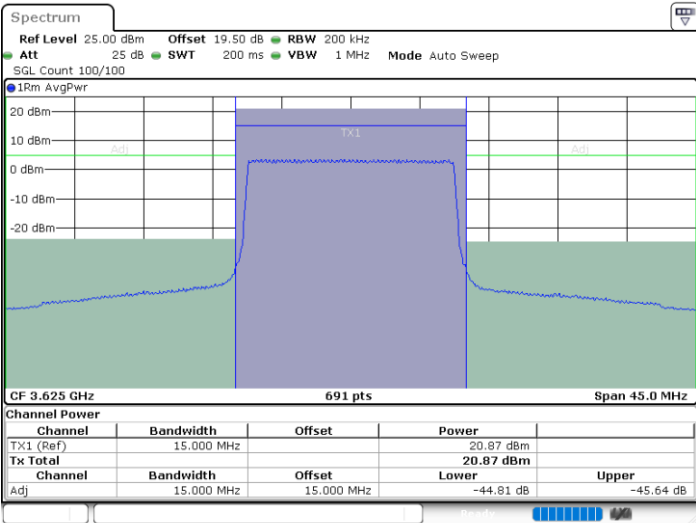 Spectrum
Ref Level 25.00 dBm Offset 19.50 dB RBW 200 kHz
Att 25 dB SWT 200 ms VBW 1 MHz Mode Auto Sweep
SGL Count 100/100
1Rm AvgPwr
20 dBm
TX1
10 dBm
Adj
Adj
0 dBm
-10 dBm
-20 dBm
CF 3.625 GHz 691 pts Span 45.0 MHz
Channel Power
Channel Bandwidth Offset Power
TX1 (Ref) 15.000 MHz 20.87 dBm
Tx Total 20.87 dBm
Channel Bandwidth Offset Lower Upper
Adj 15.000 MHz 15.000 MHz -44.81 dB -45.64 dB
Ready